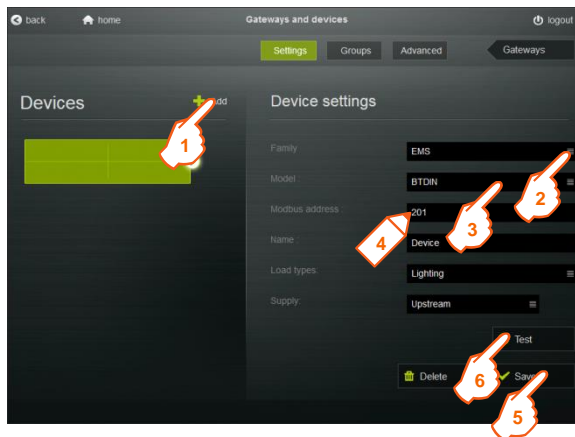 back home Gateways and devices logout
Settings Groups Advanced Gateways
Devices Add Device settings
1
Family EMS
2
Model: BTDIN
3
Modbus address: 201
4
Name: Device
Load types: Lighting
Supply: Upstream
Test
6
Delete Save
5